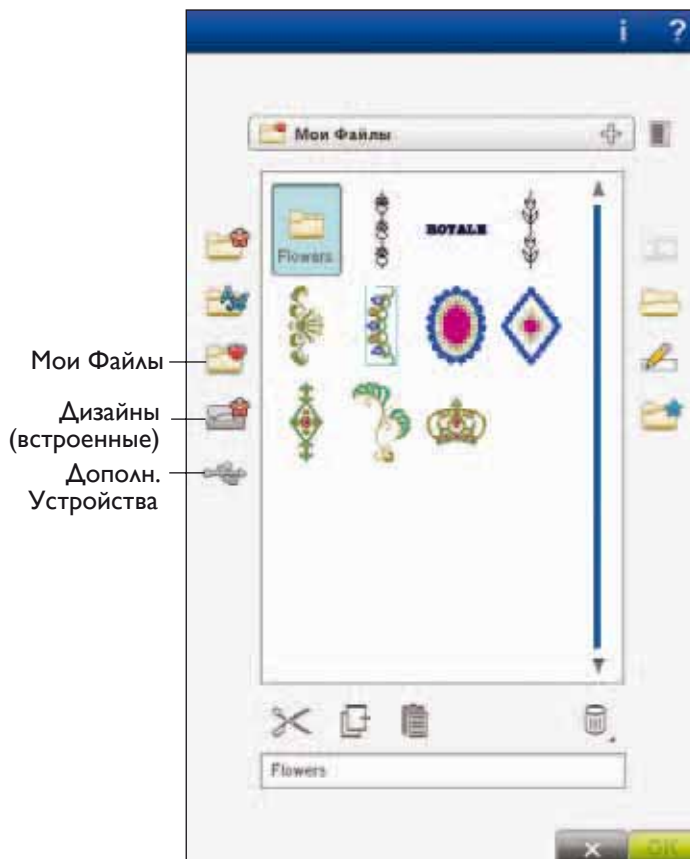 i ?
Мои Файлы
Flowers
ROYALE
Мои Файлы
Дизайны
(встроенные)
Дополн.
Устройства
Flowers
OK